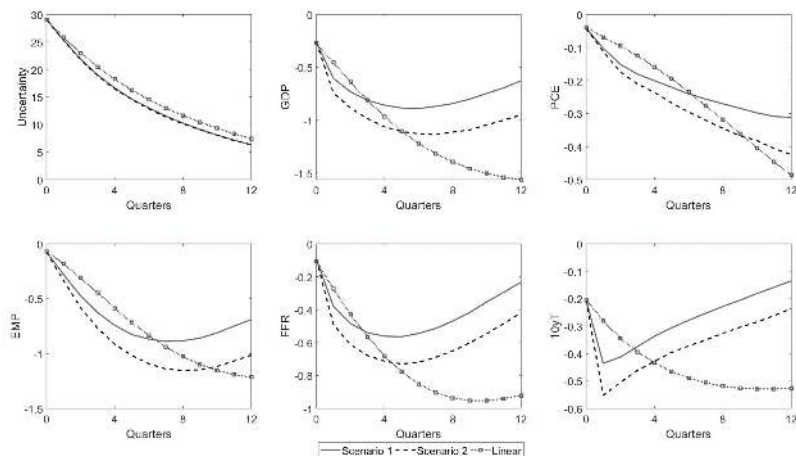 30
25
20
15
10
5
0
0 4 8 12
Uncertainty
Quarters
0
-0.5
-1
-1.5
0 4 8 12
GDP
Quarters
0
-0.1
-0.2
-0.3
-0.4
-0.5
0 4 8 12
PCE
Quarters
0
-0.5
-1
-1.5
0 4 8 12
EMP
Quarters
0
-0.2
-0.4
-0.6
-0.8
-1
0 4 8 12
FFR
Quarters
0
-0.1
-0.2
-0.3
-0.4
-0.5
-0.6
0 4 8 12
10yT
Quarters
Scenario 1 Scenario 2 Linear